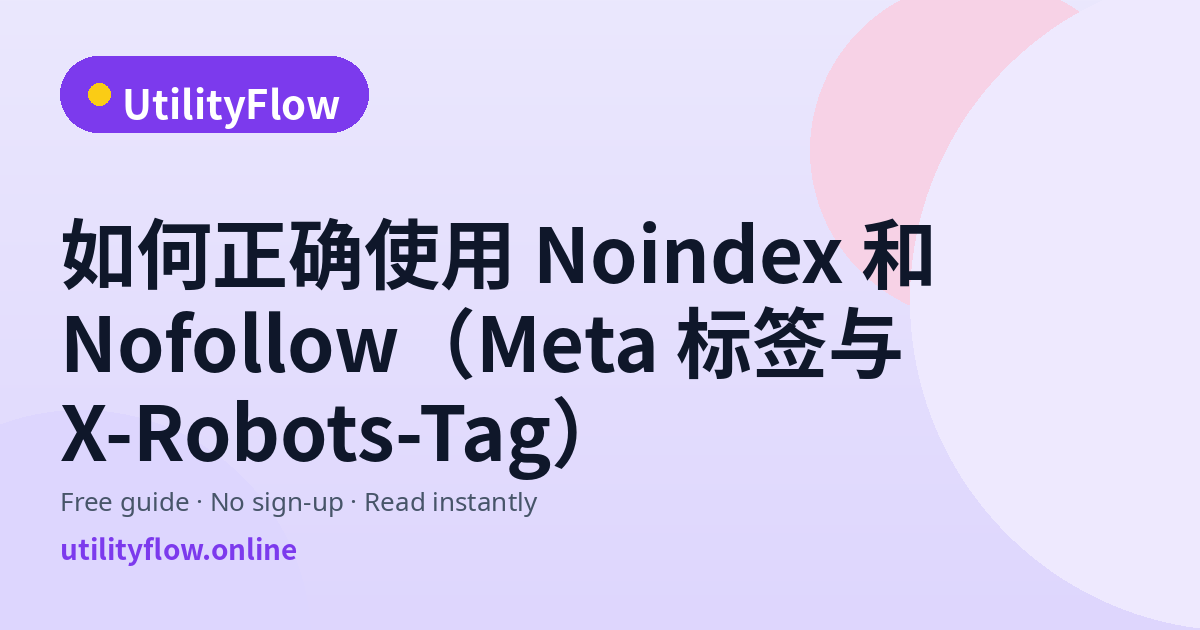 UtilityFlow
如何正确使用 Noindex 和
Nofollow（Meta 标签与
X-Robots-Tag）
Free guide · No sign-up · Read instantly
utilityflow.online